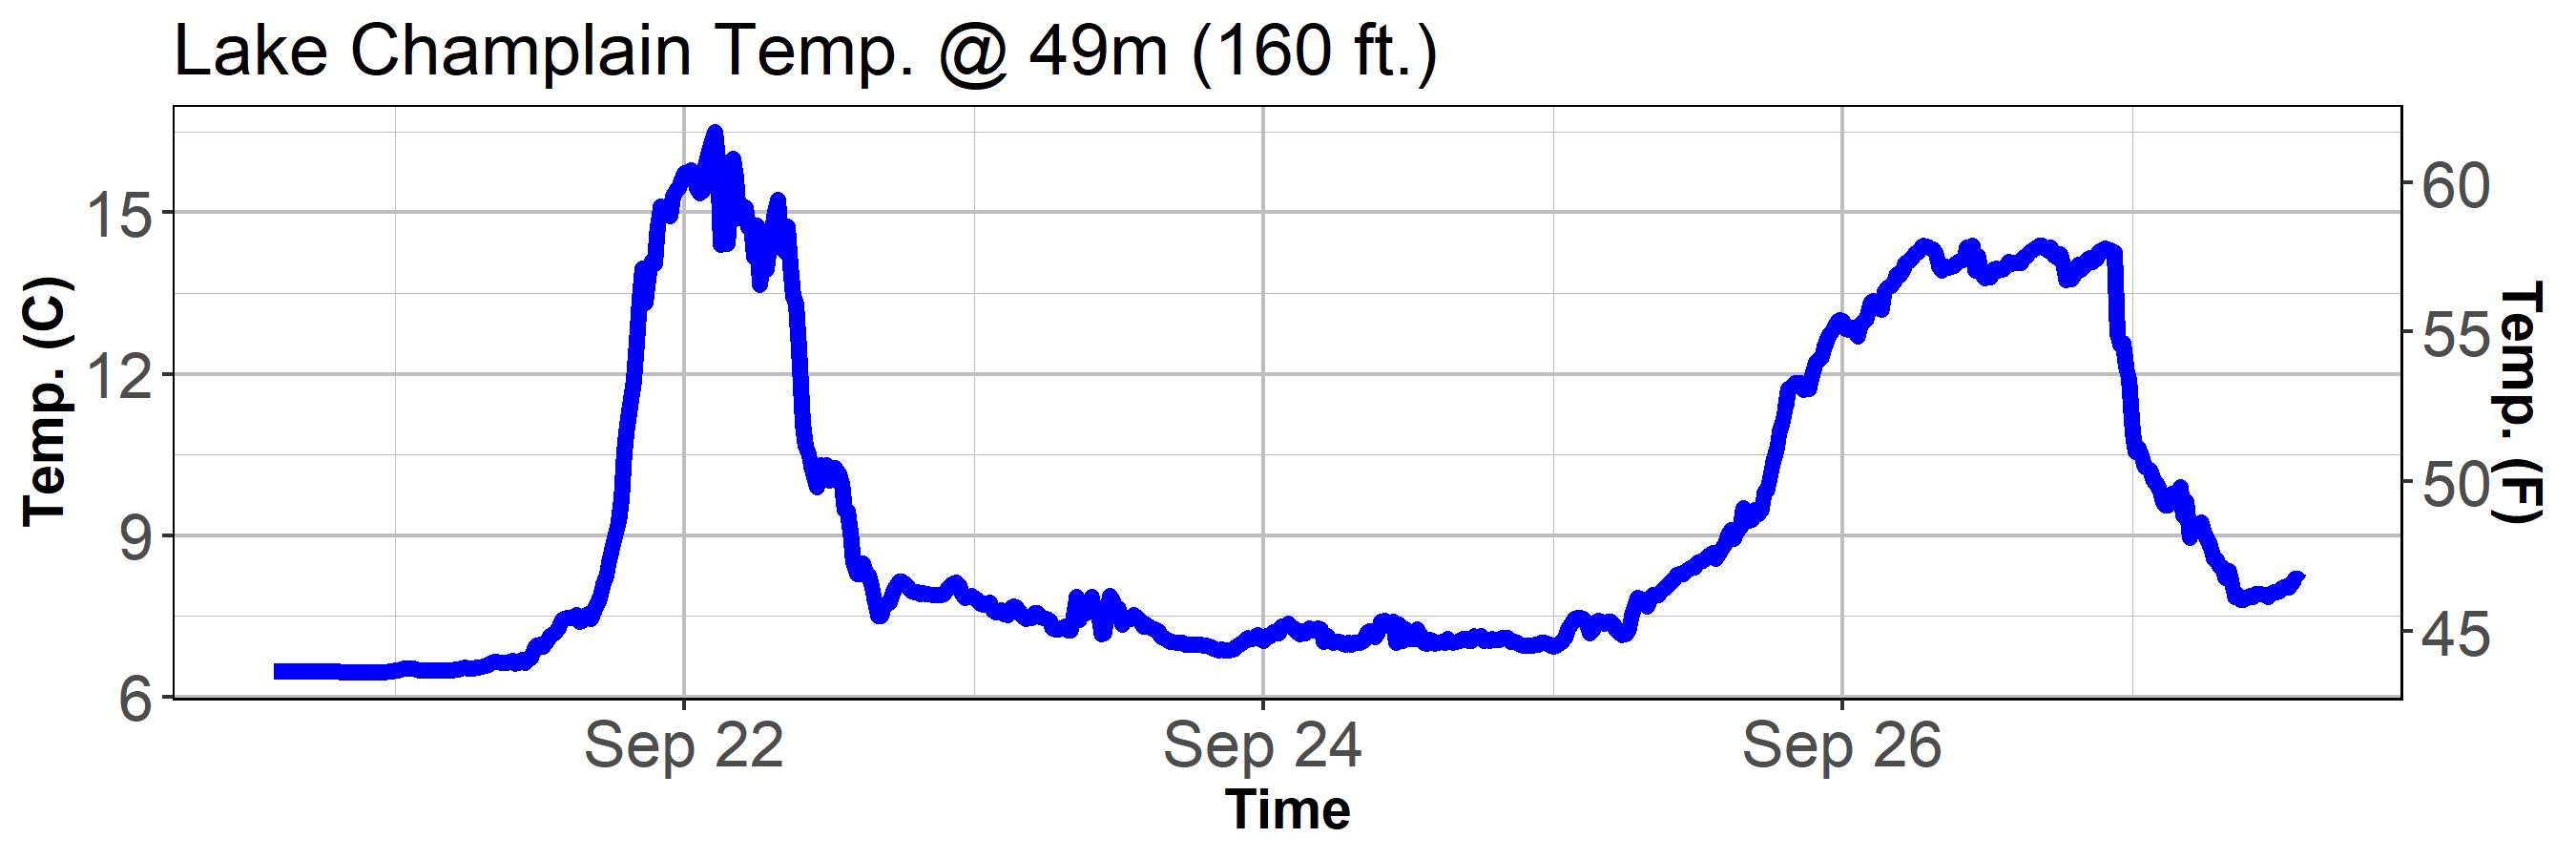 Lake Champlain Temp. @ 49m (160 ft.)
Temp. (C)
15
12
9
6
60
55
50
45
Temp. (F)
Sep 22
Sep 24
Sep 26
Time